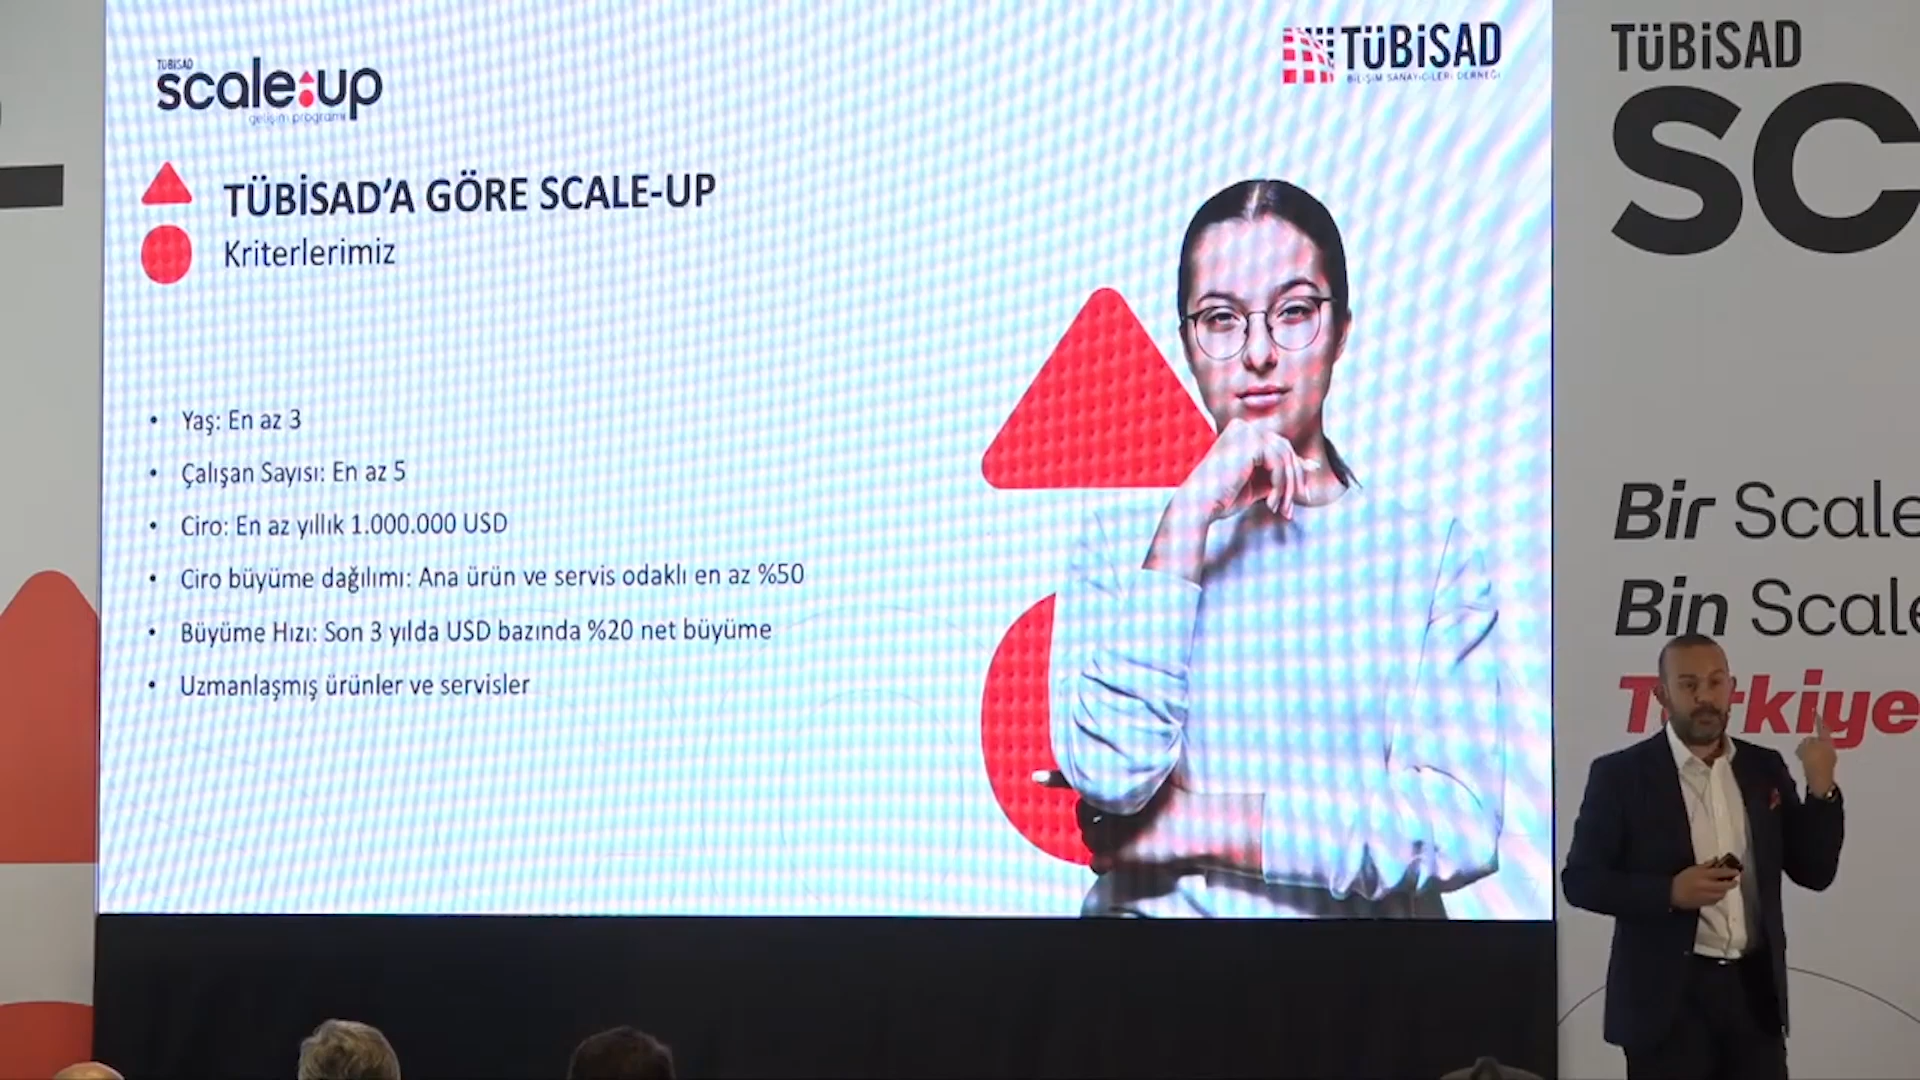 TÜBİSAD
scale:up
gelişim programı
TÜBİSAD
BİLİŞİM SANAYİCİLERİ DERNEĞİ
TÜBİSAD'A GÖRE SCALE-UP
Kriterlerimiz
• Yaş: En az 3
• Çalışan Sayısı: En az 5
• Ciro: En az yıllık 1.000.000 USD
• Ciro büyüme dağılımı: Ana ürün ve servis odaklı en az %50
• Büyüme Hızı: Son 3 yılda USD bazında %20 net büyüme
• Uzmanlaşmış ürünler ve servisler
TÜBİSAD
sc
Bir Scale
Bin Scale
Türkiye